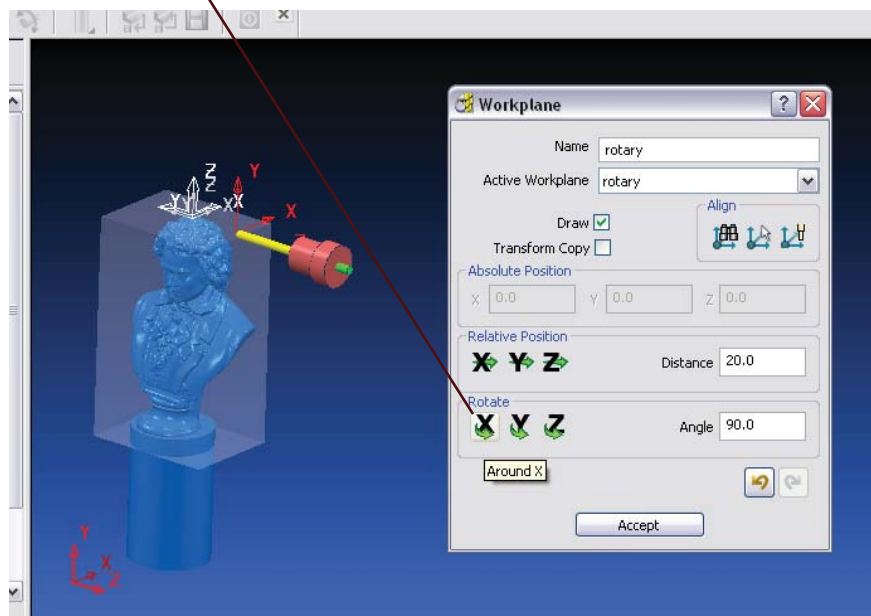 Workplane
Name rotary
Active Workplane rotary
Draw
Align
Transform Copy
Absolute Position
X 0.0 Y 0.0 Z 0.0
Relative Position
X Y Z Distance 20.0
Rotate
X Y Z Angle 90.0
Around X
Accept
Z Y
Z
Y Y X X X
Y
X
Z